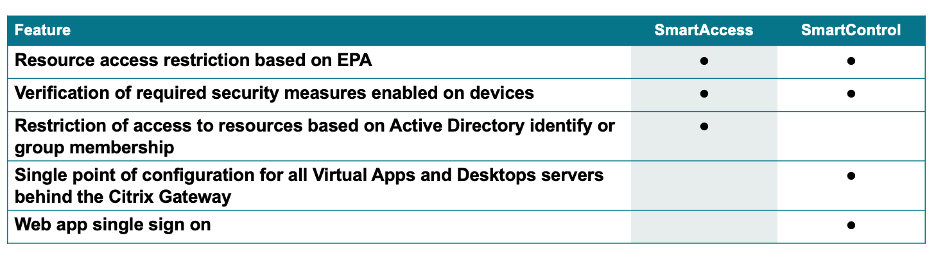 Feature SmartAccess SmartControl
Resource access restriction based on EPA ● ●
Verification of required security measures enabled on devices ● ●
Restriction of access to resources based on Active Directory identify or ●
group membership
Single point of configuration for all Virtual Apps and Desktops servers ●
behind the Citrix Gateway
Web app single sign on ●